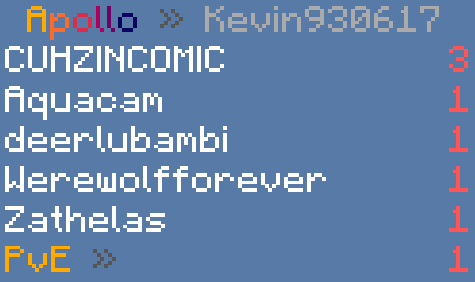 Apollo » Kevin930617
CUHZINCOMIC 3
Aquacam 1
deerlubambi 1
Werewolfforever 1
Zathelas 1
PvE » 1